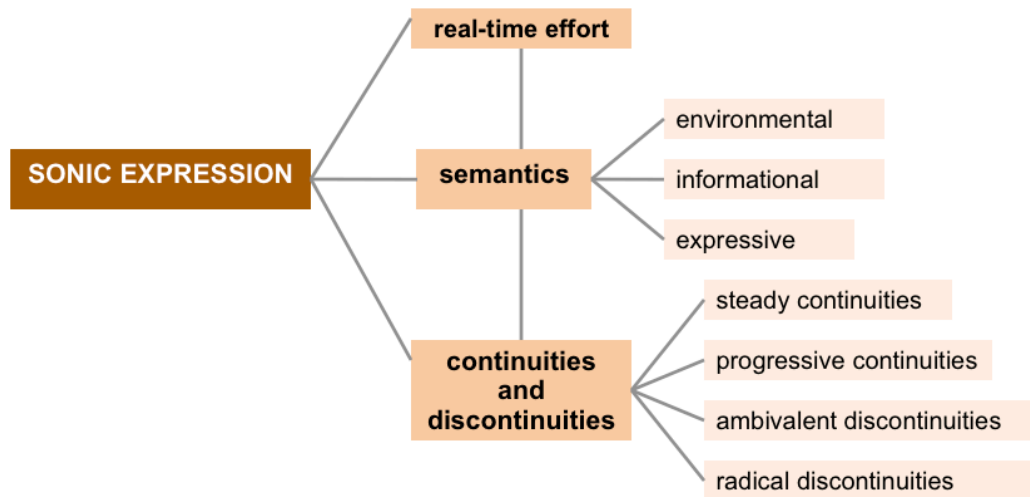 real-time effort
SONIC EXPRESSION
semantics
environmental
informational
expressive
continuities
and
discontinuities
steady continuities
progressive continuities
ambivalent discontinuities
radical discontinuities